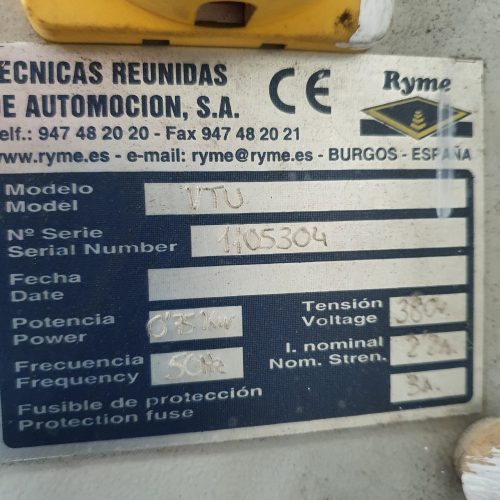 ECNICAS REUNIDAS
DE AUTOMOCION, S.A.
CE
Ryme
Telf.: 947 48 20 20 - Fax 947 48 20 21
www.ryme.es - e-mail: ryme@ryme.es - BURGOS - ESPAÑA
Modelo
Model
VTU
Nº Serie
Serial Number
1105304
Fecha
Date
Potencia
Power
0'75 Kw
Tensión
Voltage
380v.
Frecuencia
Frequency
50Hz
I. nominal
Nom. Stren.
Fusible de protección
Protection fuse
3A.